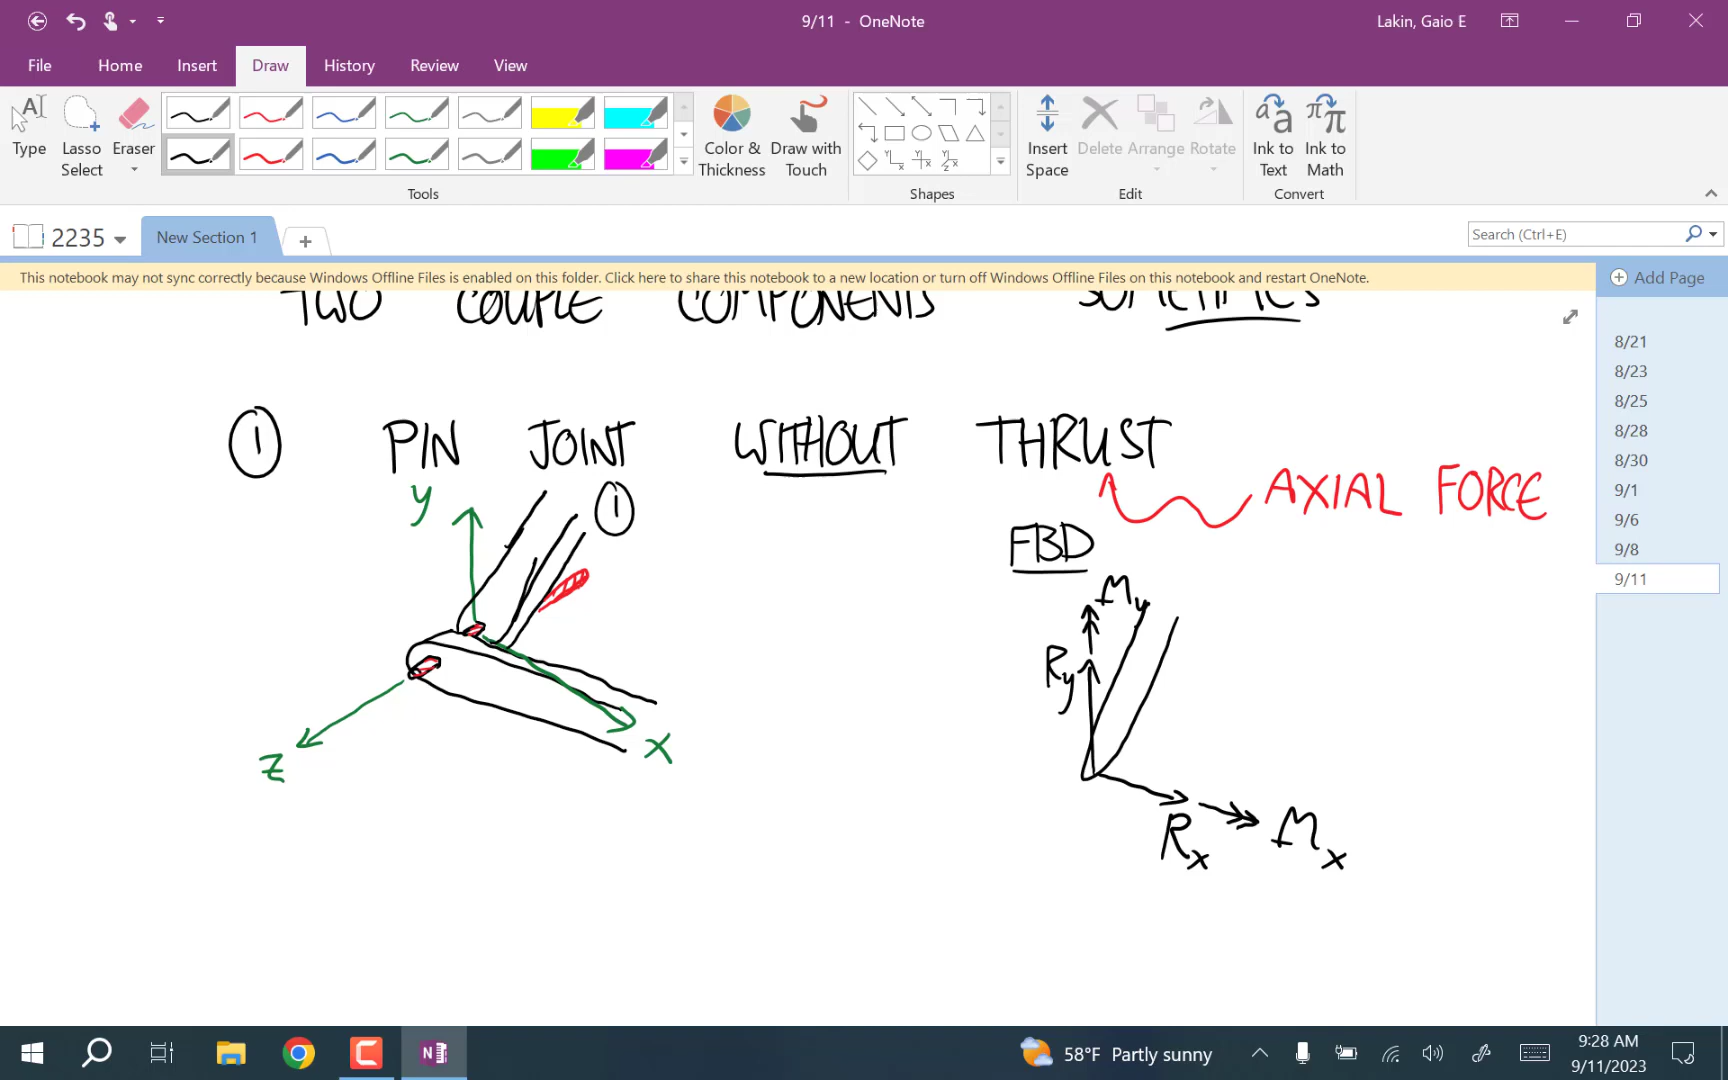 9/11 - OneNote
Lakin, Gaio E
File Home Insert Draw History Review View
Type
Lasso Select
Eraser
Color & Thickness
Draw with Touch
Insert Space
Delete
Arrange
Rotate
Ink to Text
Ink to Math
Tools
Shapes
Edit
Convert
2235
New Section 1
Search (Ctrl+E)
This notebook may not sync correctly because Windows Offline Files is enabled on this folder. Click here to share this notebook to a new location or turn off Windows Offline Files on this notebook and restart OneNote.
Add Page
8/21
8/23
8/25
8/28
8/30
9/1
9/6
9/8
9/11
TWO COUPLE COMPONENTS SOMETIMES
① PIN JOINT WITHOUT THRUST
AXIAL FORCE
y
①
FBD
My
Ry
x
z
Rx
Mx
58°F Partly sunny
9:28 AM
9/11/2023